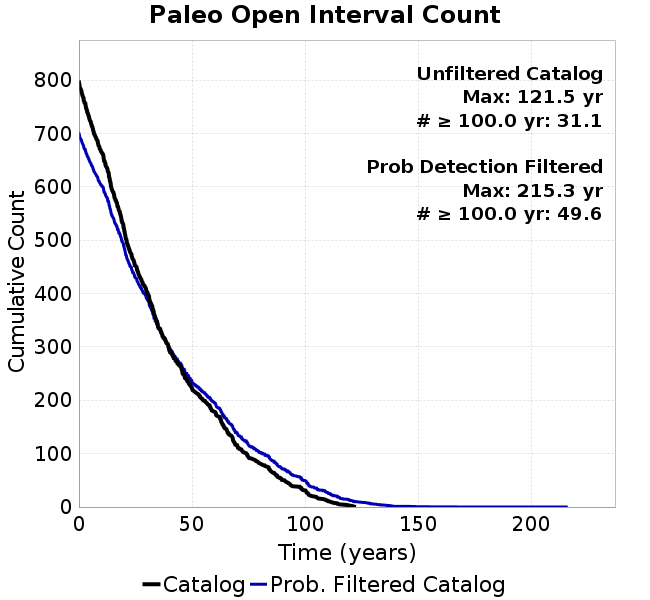 Paleo Open Interval Count
Unfiltered Catalog
Max: 121.5 yr
# ≥ 100.0 yr: 31.1
Prob Detection Filtered
Max: 215.3 yr
# ≥ 100.0 yr: 49.6
Cumulative Count
800
700
600
500
400
300
200
100
0
0 50 100 150 200
Time (years)
Catalog Prob. Filtered Catalog